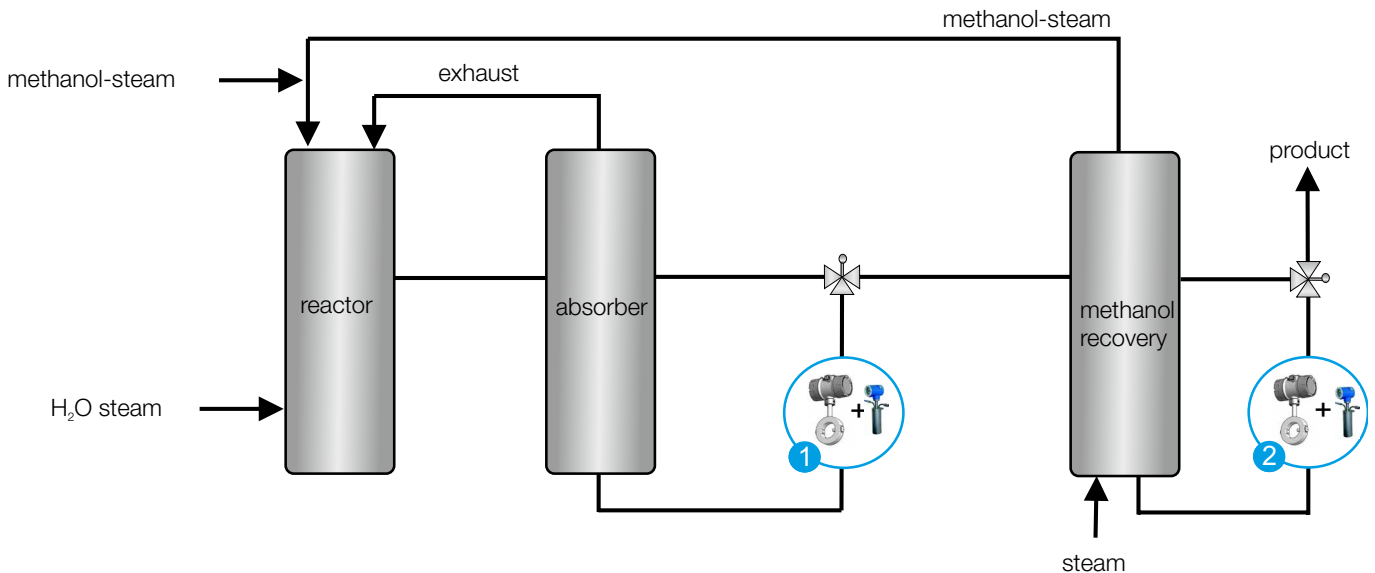 methanol-steam
methanol-steam
exhaust
product
reactor
absorber
methanol
recovery
H₂O steam
+
1
+
2
steam